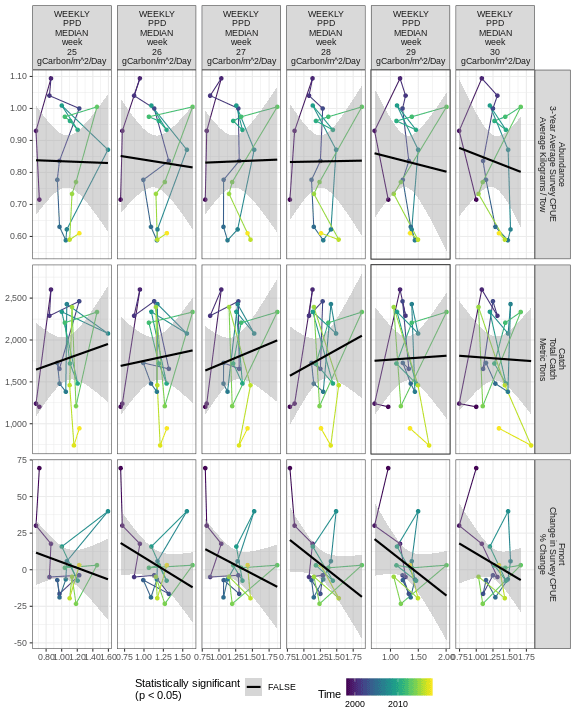 WEEKLY
PPD
MEDIAN
week
25
gCarbon/m^2/Day
WEEKLY
PPD
MEDIAN
week
26
gCarbon/m^2/Day
WEEKLY
PPD
MEDIAN
week
27
gCarbon/m^2/Day
WEEKLY
PPD
MEDIAN
week
28
gCarbon/m^2/Day
WEEKLY
PPD
MEDIAN
week
29
gCarbon/m^2/Day
WEEKLY
PPD
MEDIAN
week
30
gCarbon/m^2/Day
1.10
1.00
0.90
0.80
0.70
0.60
Abundance
3-Year Average Survey CPUE
Average Kilograms / Tow
2,500
2,000
1,500
1,000
Catch
Total Catch
Metric Tons
75
50
25
0
-25
-50
Fmort
Change in Survey CPUE
% Change
0.80 1.00 1.20 1.40 1.60
0.75 1.00 1.25 1.50
0.75 1.00 1.25 1.50 1.75
0.75 1.00 1.25 1.50 1.75
1.00 1.50 2.00
0.75 1.00 1.25 1.50 1.75
Statistically significant
(p < 0.05)
FALSE
Time
2000 2010